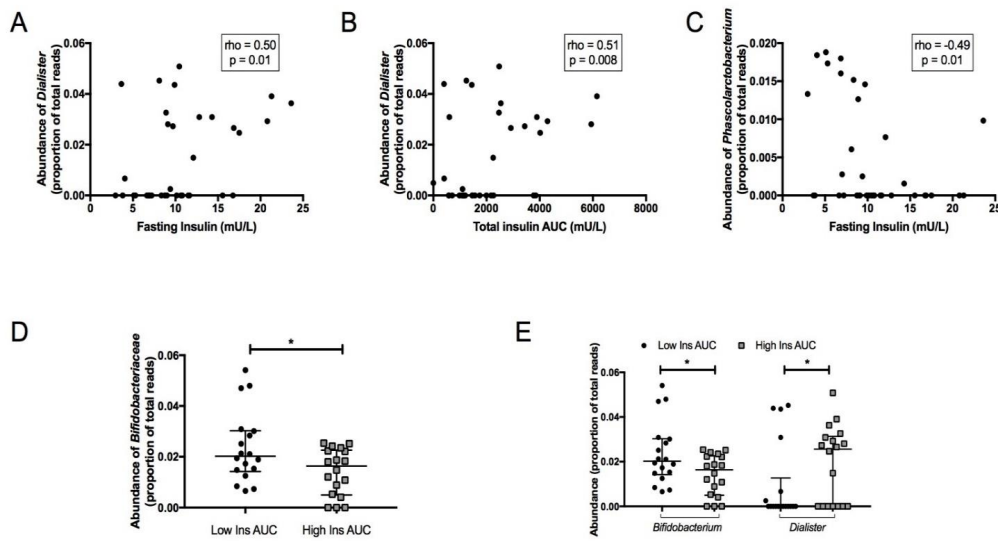 A
Abundance of Dialister
(proportion of total reads)
0.06
0.04
0.02
0.00
rho = 0.50
p = 0.01
0 5 10 15 20 25
Fasting Insulin (mU/L)
B
Abundance of Dialister
(proportion of total reads)
0.06
0.04
0.02
0.00
rho = 0.51
p = 0.008
0 2000 4000 6000 8000
Total insulin AUC (mU/L)
C
Abundance of Phascolarctobacterium
(proportion of total reads)
0.020
0.015
0.010
0.005
0.000
rho = -0.49
p = 0.01
0 5 10 15 20 25
Fasting Insulin (mU/L)
D
Abundance of Bifidobacteriaceae
(proportion of total reads)
0.06
0.04
0.02
0.00
*
Low Ins AUC High Ins AUC
E
Low Ins AUC High Ins AUC
Abundance (proportion of total reads)
0.06
0.04
0.02
0.00
* *
Bifidobacterium Dialister